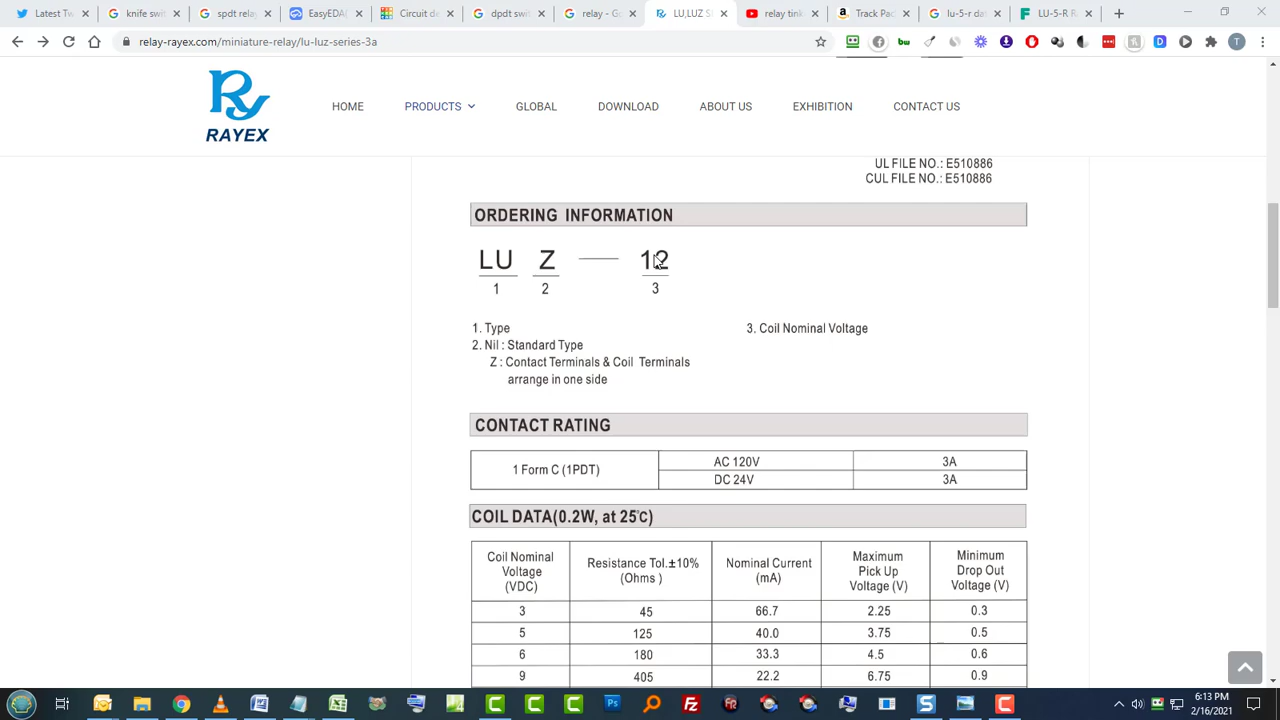 Latest Tw
knife swit
spdt relay
EasyEDA(
Circuit de
dpdt swit
relay - Go
LU,LUZ S
relay tink
Track Pac
lu-5-r dat
LU-5-R R
relay-rayex.com/miniature-relay/lu-luz-series-3a
T
RAYEX
HOME
PRODUCTS
GLOBAL
DOWNLOAD
ABOUT US
EXHIBITION
CONTACT US
UL FILE NO.: E510886
CUL FILE NO.: E510886
ORDERING INFORMATION
LU Z — 12
1 2 3
1. Type
3. Coil Nominal Voltage
2. Nil : Standard Type
Z : Contact Terminals & Coil Terminals
arrange in one side
CONTACT RATING
1 Form C (1PDT)
AC 120V 3A
DC 24V 3A
COIL DATA(0.2W, at 25℃)
Coil Nominal Voltage (VDC)
Resistance Tol.±10% (Ohms )
Nominal Current (mA)
Maximum Pick Up Voltage (V)
Minimum Drop Out Voltage (V)
3 45 66.7 2.25 0.3
5 125 40.0 3.75 0.5
6 180 33.3 4.5 0.6
9 405 22.2 6.75 0.9
6:13 PM
2/16/2021